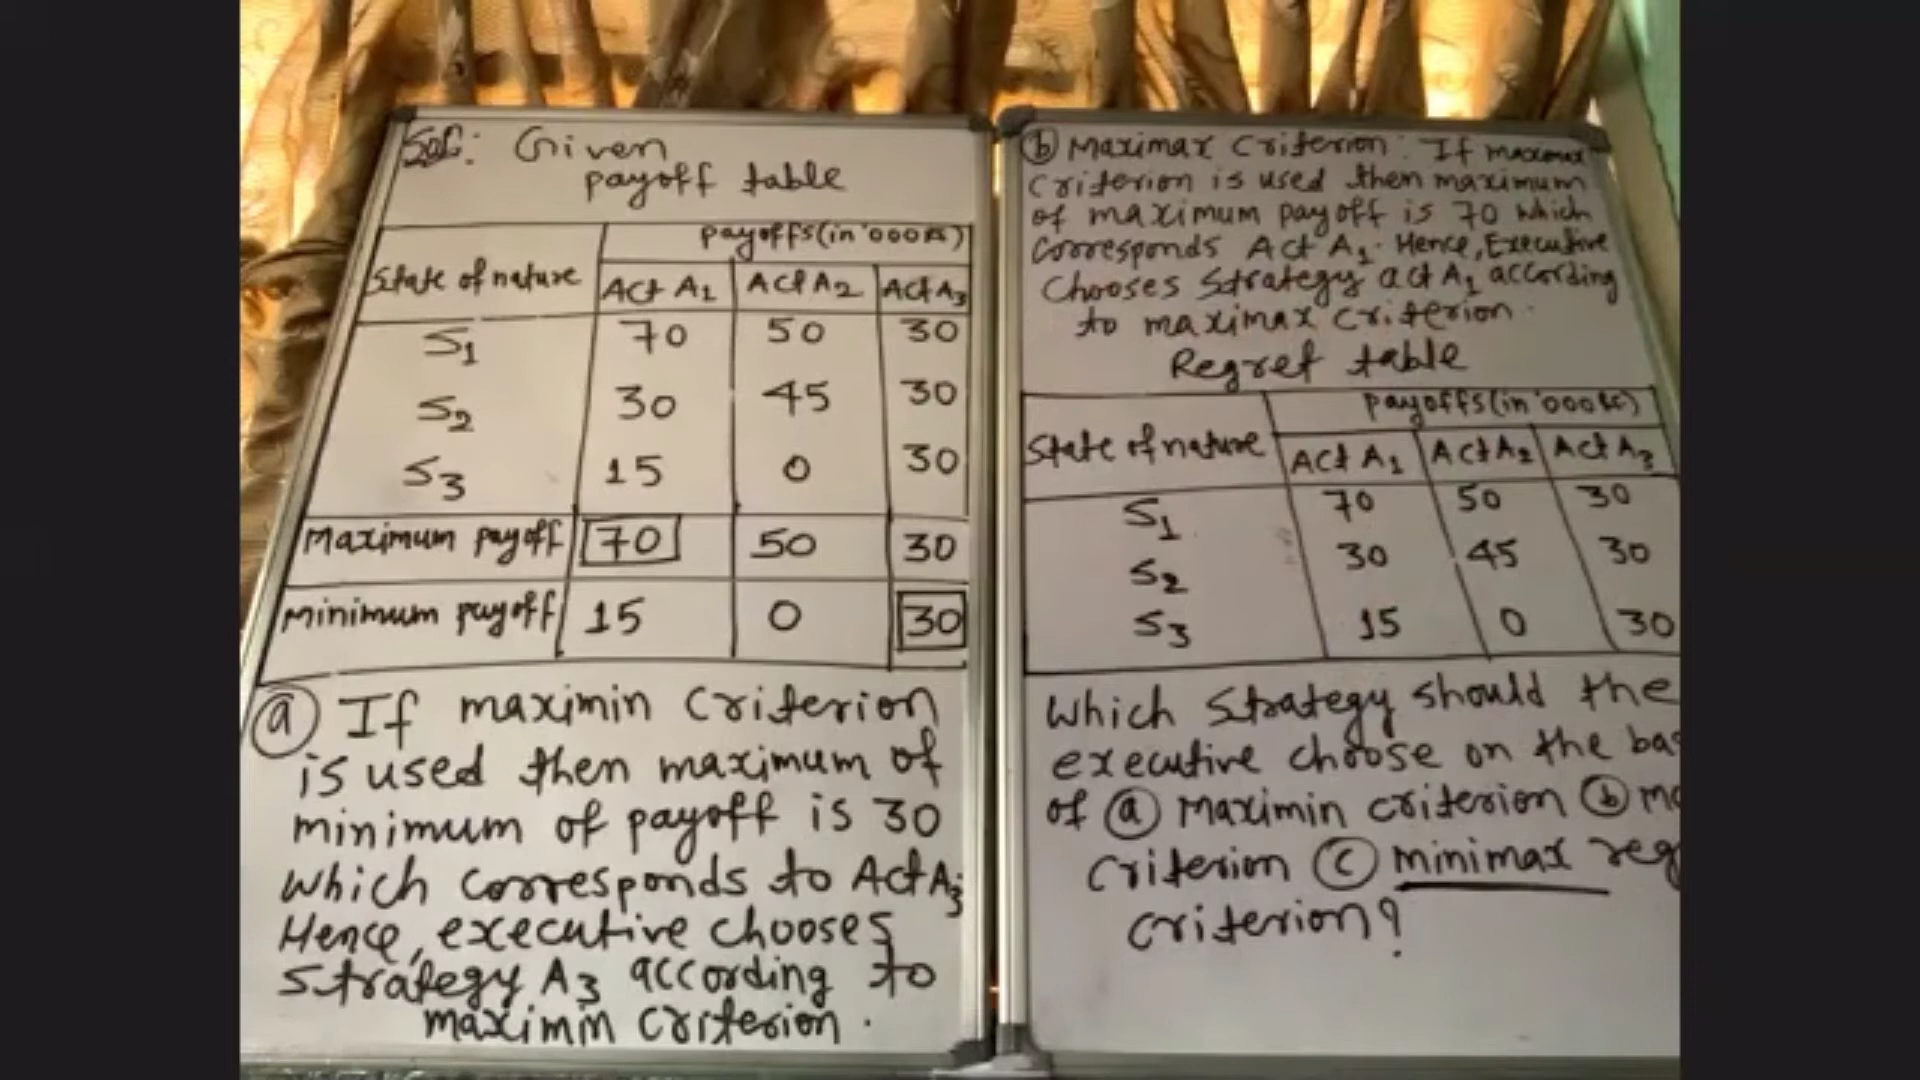 Sol: Given
payoff table
State of nature
payoffs(in '000Rs)
Act A1 Act A2 Act A3
S1 70 50 30
S2 30 45 30
S3 15 0 30
Maximum payoff 70 50 30
minimum payoff 15 0 30
(a) If maximin criterion
is used then maximum of
minimum of payoff is 30
which corresponds to Act A3
Hence, executive chooses
strategy A3 according to
maximin criterion.
(b) Maximax Criterion: If
criterion is used then maximum
of maximum payoff is 70 which
corresponds Act A1. Hence, Executive
chooses strategy act A1 according
to maximax criterion.
Regret table
State of nature
payoffs(in '000Rs)
Act A1 Act A2 Act A3
S1 70 50 30
S2 30 45 30
S3 15 0 30
Which strategy should the
executive choose on the bas
of (a) Maximin criterion (b) ma
criterion (c) minimax reg
criterion?